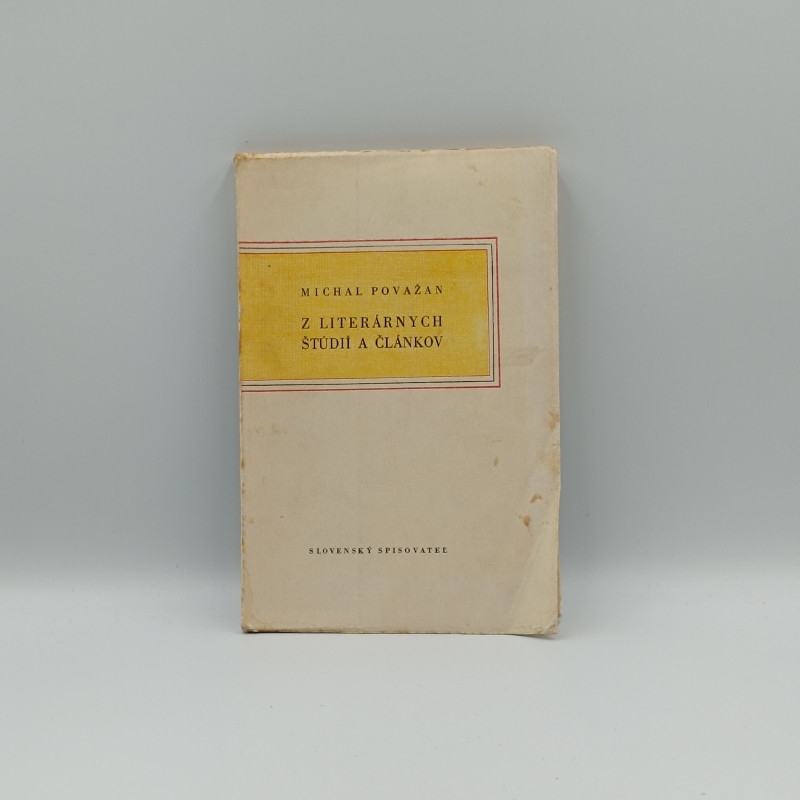 MICHAL POVAŽAN
Z LITERÁRNYCH
ŠTÚDIÍ A ČLÁNKOV
SLOVENSKÝ SPISOVATEĽ